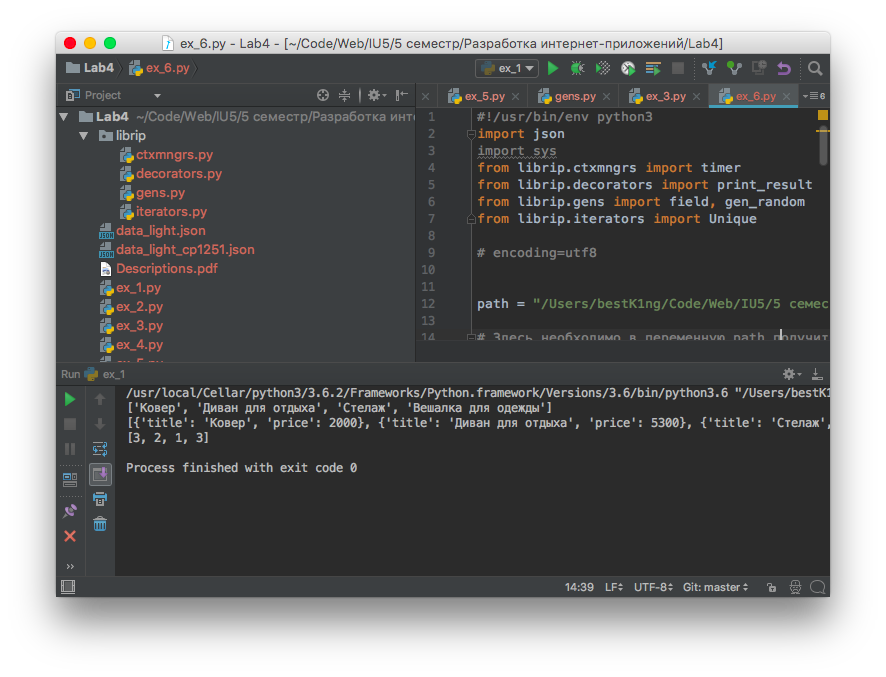 ex_6.py - Lab4 - [~/Code/Web/IU5/5 семестр/Разработка интернет-приложений/Lab4]
Lab4 ex_6.py ex_1
Project
ex_5.py gens.py ex_3.py ex_6.py 6
Lab4 ~/Code/Web/IU5/5 семестр/Разработка инте
librip
ctxmngrs.py
decorators.py
gens.py
iterators.py
data_light.json
data_light_cp1251.json
Descriptions.pdf
ex_1.py
ex_2.py
ex_3.py
ex_4.py
ex_5.py
1 #!/usr/bin/env python3
2 import json
3 import sys
4 from librip.ctxmngrs import timer
5 from librip.decorators import print_result
6 from librip.gens import field, gen_random
7 from librip.iterators import Unique
8
9 # encoding=utf8
10
11
12 path = "/Users/bestK1ng/Code/Web/IU5/5 семес
13
14 # Здесь необходимо в переменную path получит
Run ex_1
/usr/local/Cellar/python3/3.6.2/Frameworks/Python.framework/Versions/3.6/bin/python3.6 "/Users/bestK1
['Ковер', 'Диван для отдыха', 'Стелаж', 'Вешалка для одежды']
[{'title': 'Ковер', 'price': 2000}, {'title': 'Диван для отдыха', 'price': 5300}, {'title': 'Стелаж',
[3, 2, 1, 3]
Process finished with exit code 0
14:39 LF UTF-8 Git: master